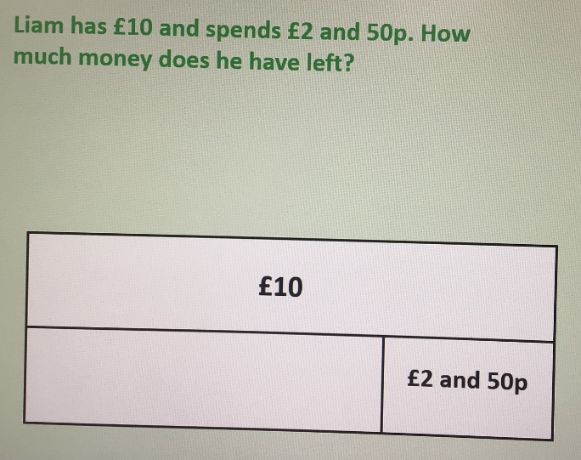 Liam has £10 and spends £2 and 50p. How
much money does he have left?
£10
£2 and 50p